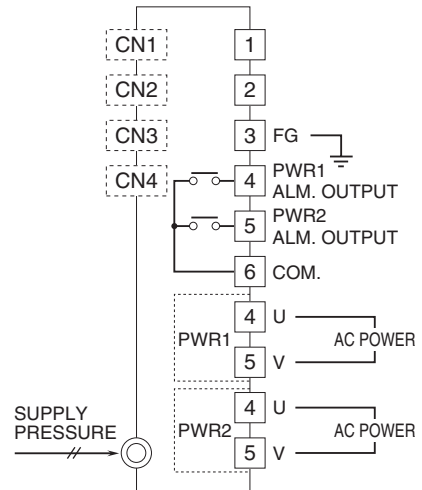 CN1
1
CN2
2
CN3
3 FG
CN4
4 PWR1
ALM. OUTPUT
5 PWR2
ALM. OUTPUT
6 COM.
PWR1
4 U
AC POWER
5 V
PWR2
4 U
AC POWER
5 V
SUPPLY
PRESSURE